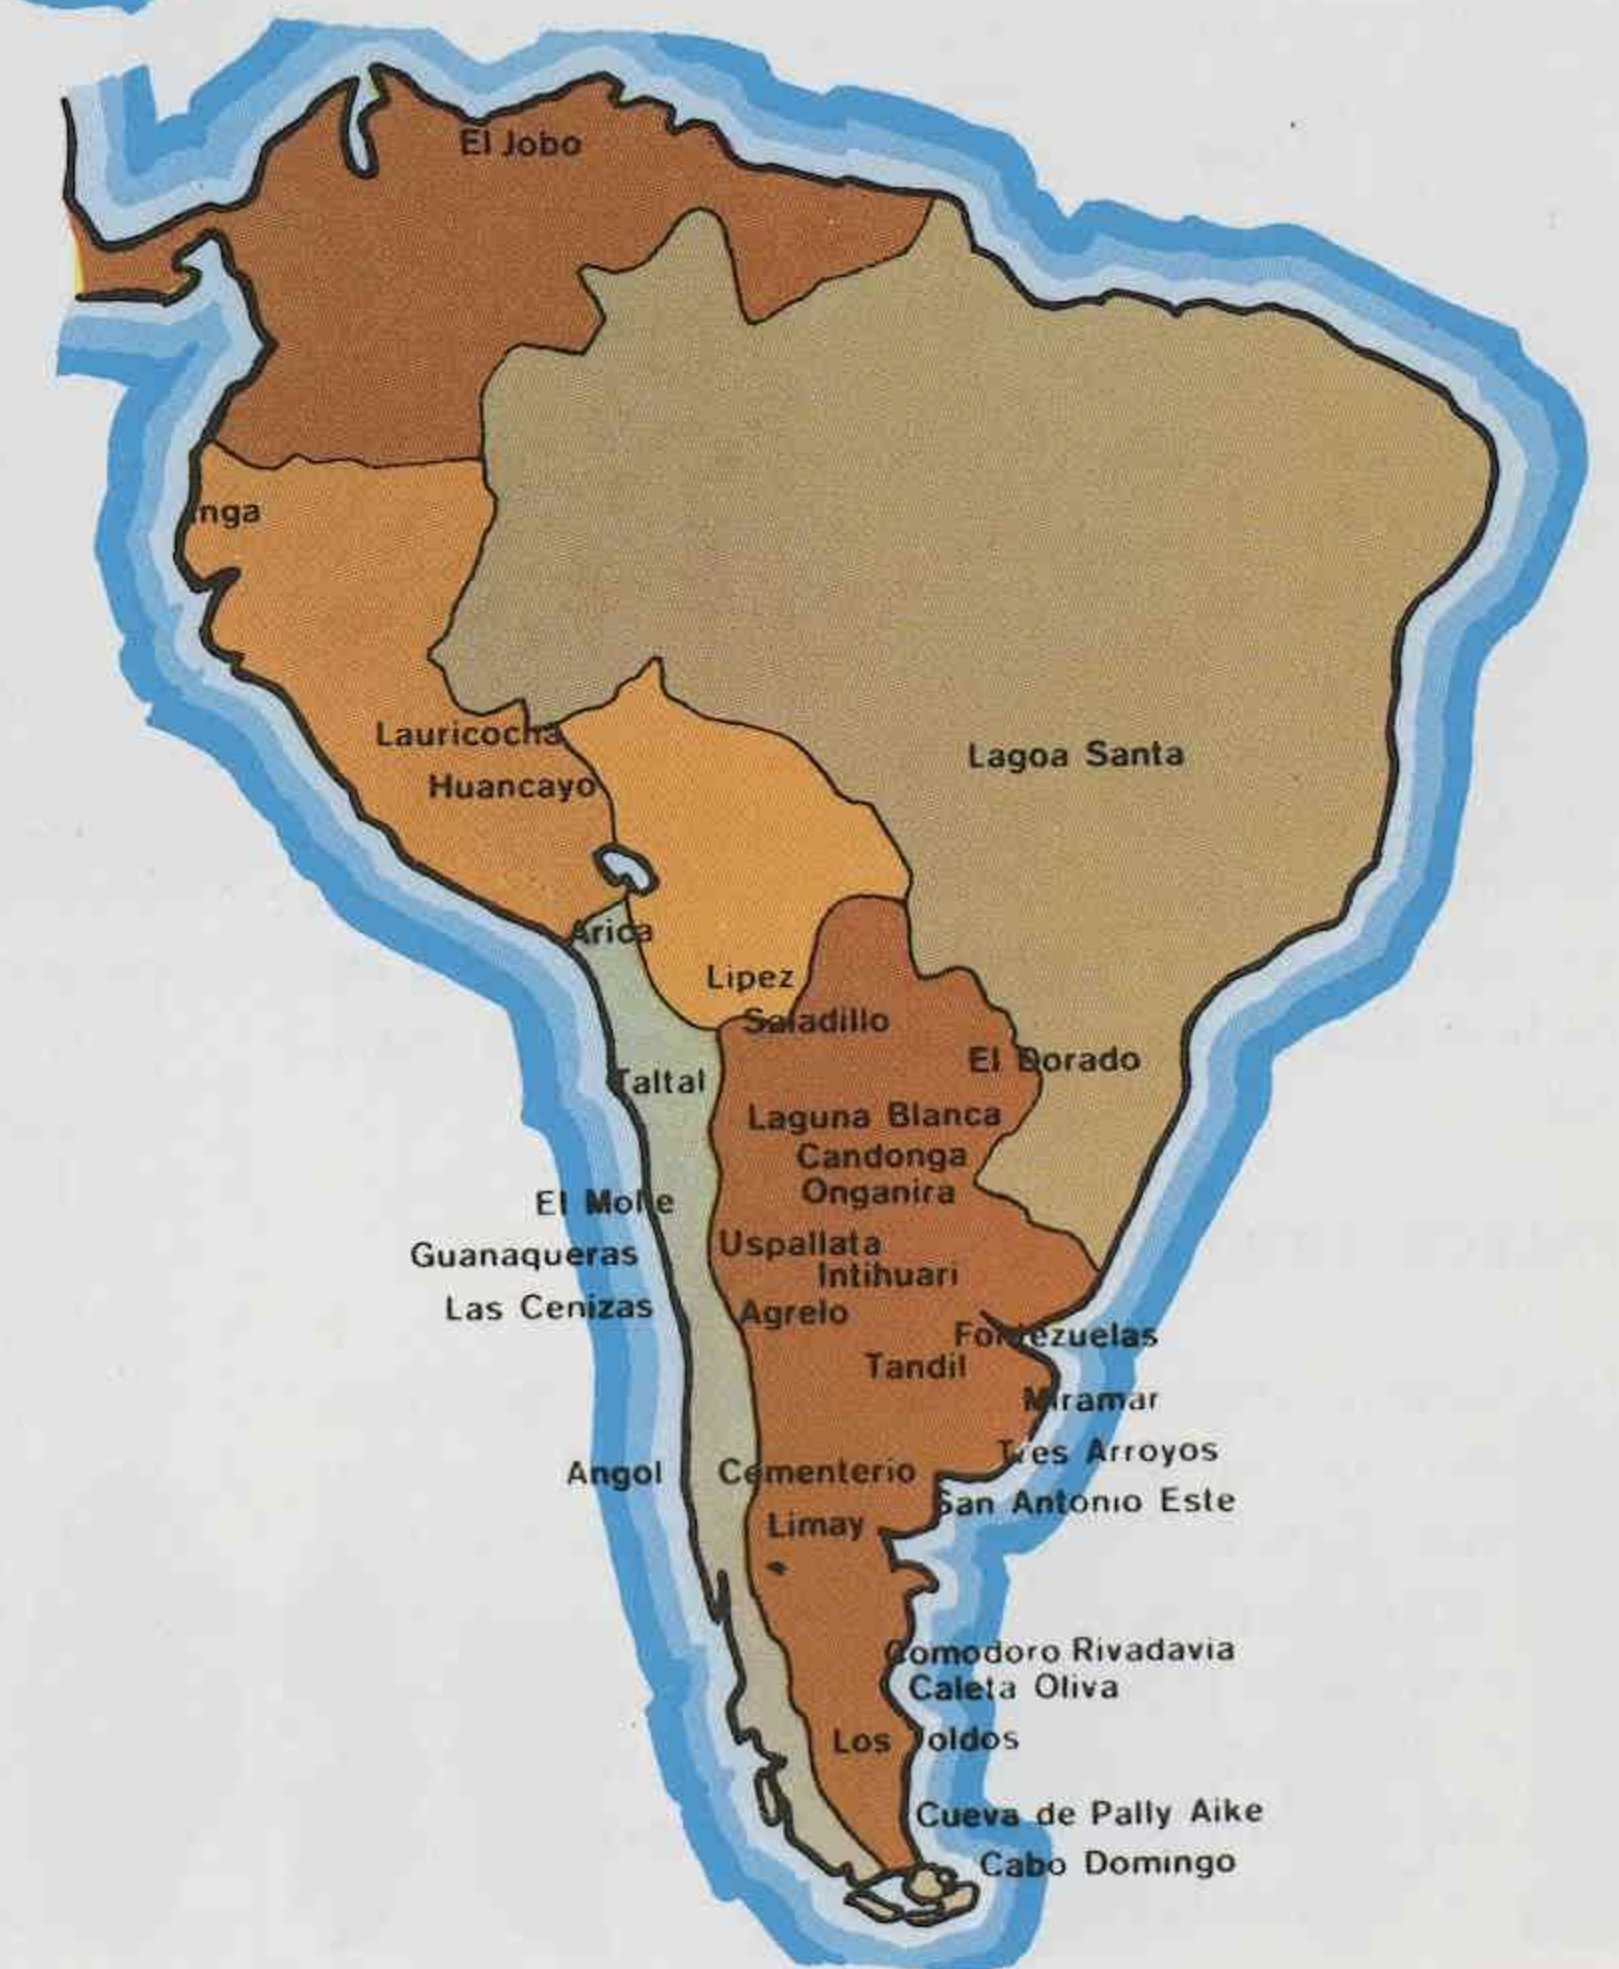 El Jobo
Inga
Lauricocha
Huancayo
Lagoa Santa
Arica
Lipez
Saladillo
El Dorado
Taltal
Laguna Blanca
Candonga
Onganira
El Molle
Guanaqueras
Uspallata
Intihuari
Las Cenizas
Agrelo
Fontezuelas
Tandil
Miramar
Tres Arroyos
Angol
Cementerio
San Antonio Este
Limay
Comodoro Rivadavia
Caleta Oliva
Los Toldos
Cueva de Pally Aike
Cabo Domingo